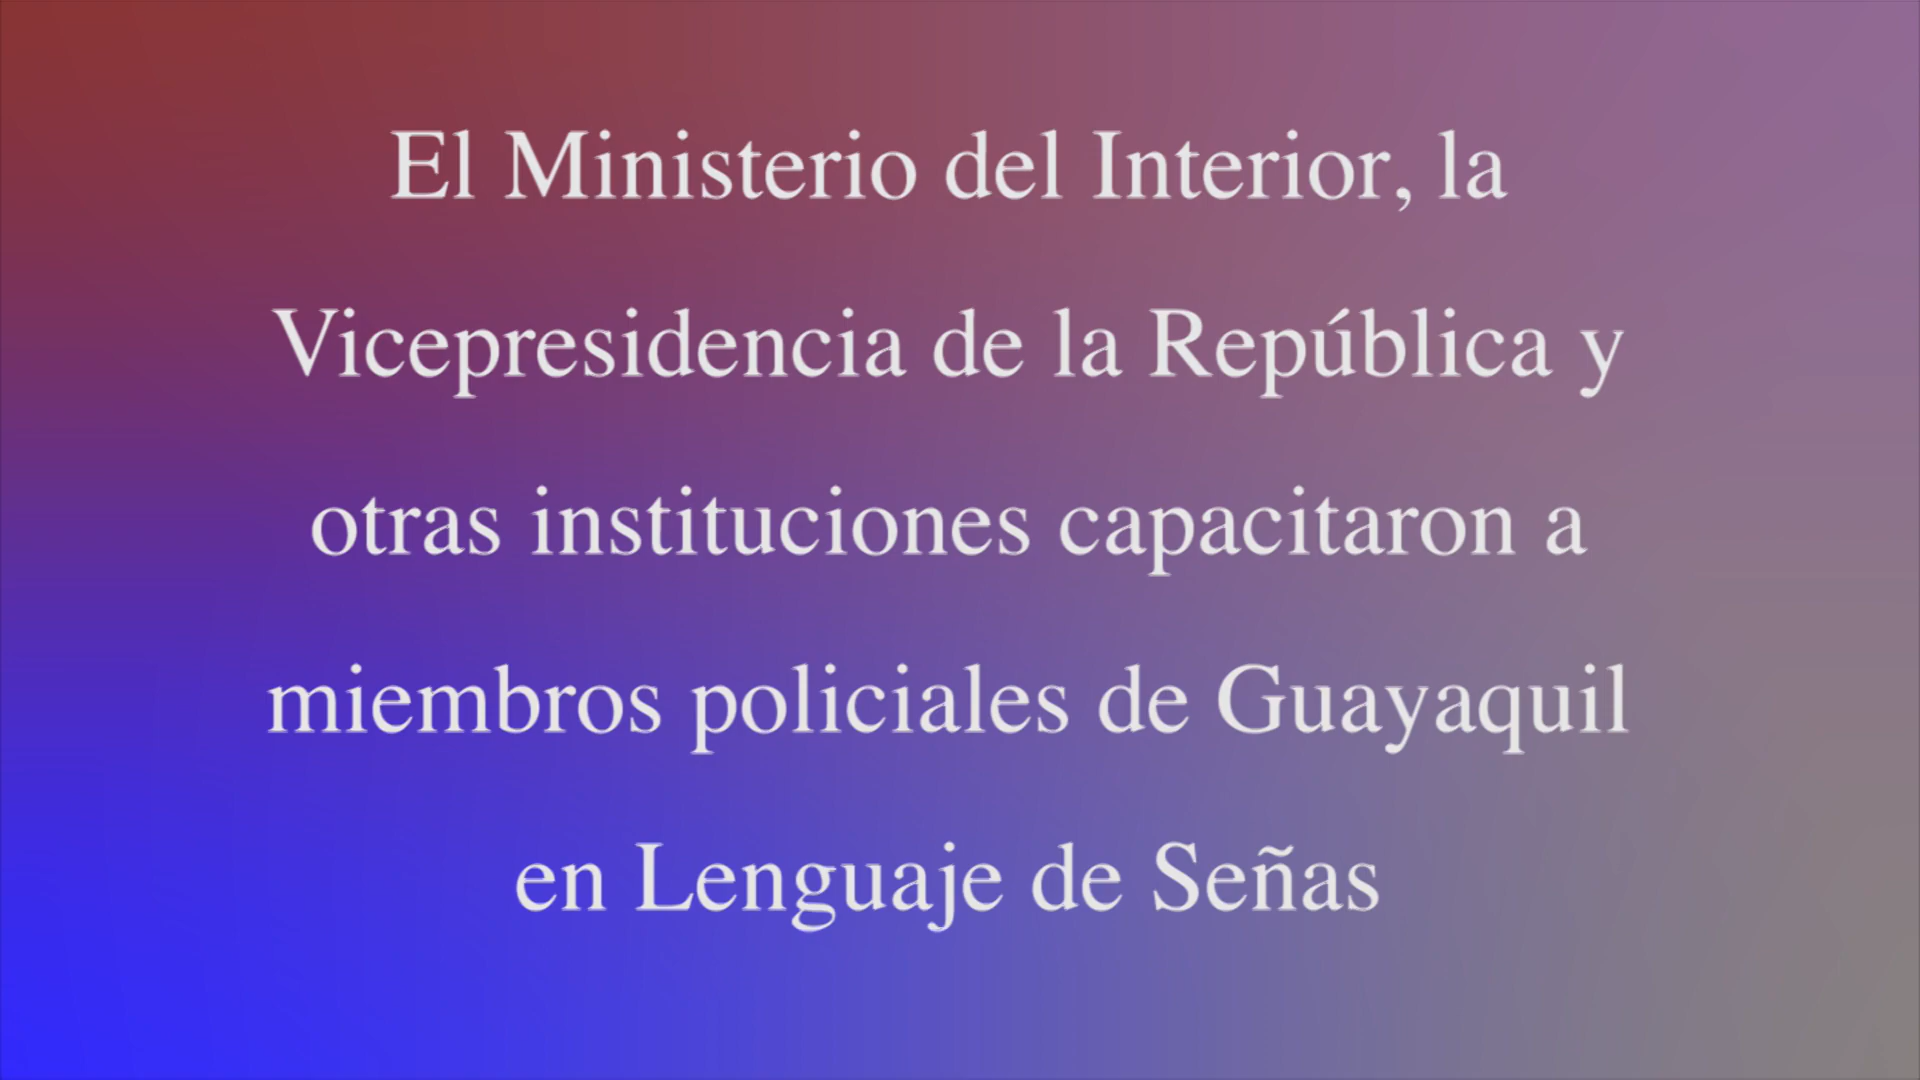 El Ministerio del Interior, la
Vicepresidencia de la República y
otras instituciones capacitaron a
miembros policiales de Guayaquil
en Lenguaje de Señas